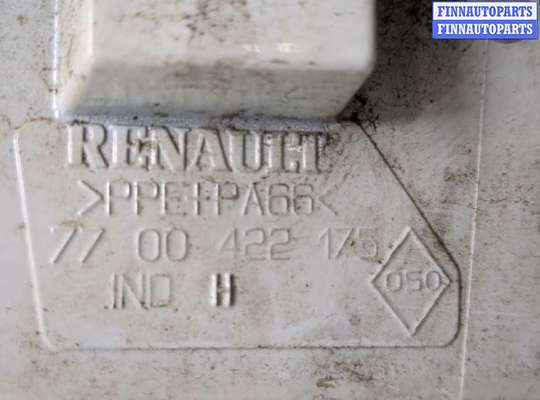 FINNAUTOPARTS
FINNAUTOPARTS
RENAULT
>PPE+PA66<
77 00 422 175
IND H
050